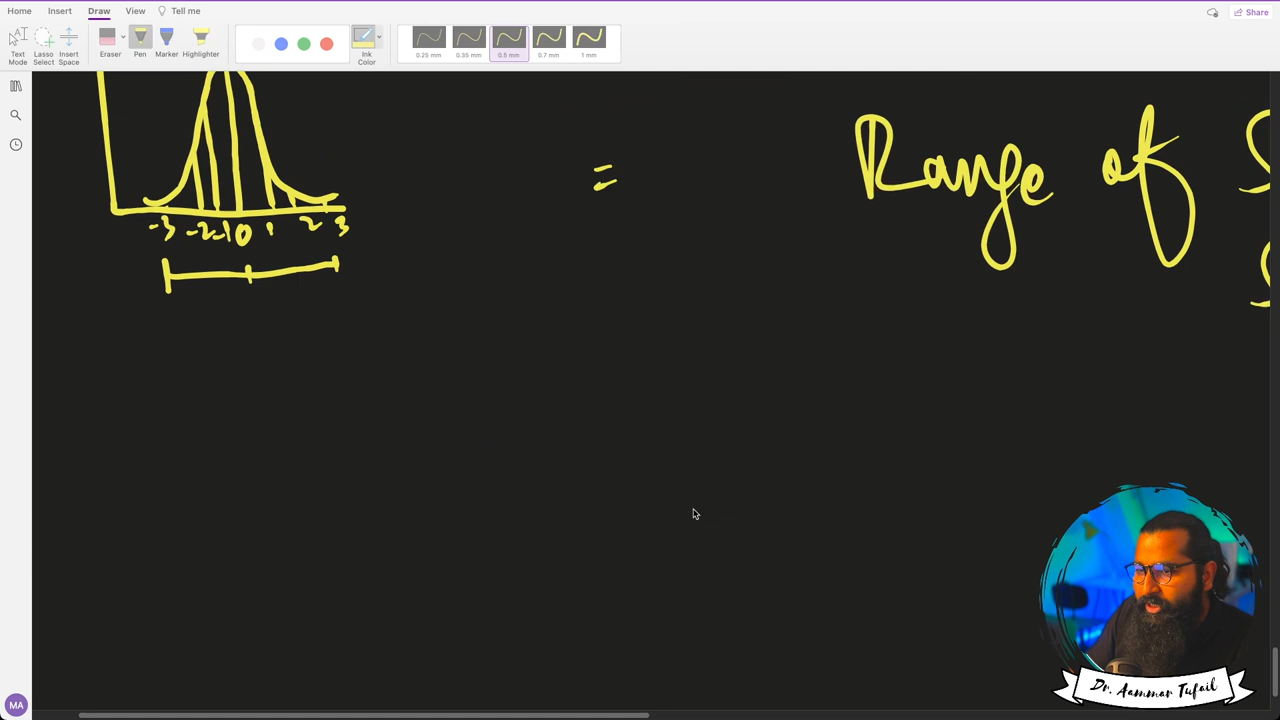 Home Insert Draw View Tell me
Share
Text Mode
Lasso Select
Insert Space
Eraser
Pen
Marker
Highlighter
Ink Color
0.25 mm 0.35 mm 0.5 mm 0.7 mm 1 mm
= Range of S
-3 -2 -1 0 1 2 3
MA
Dr. Aammar Tufail